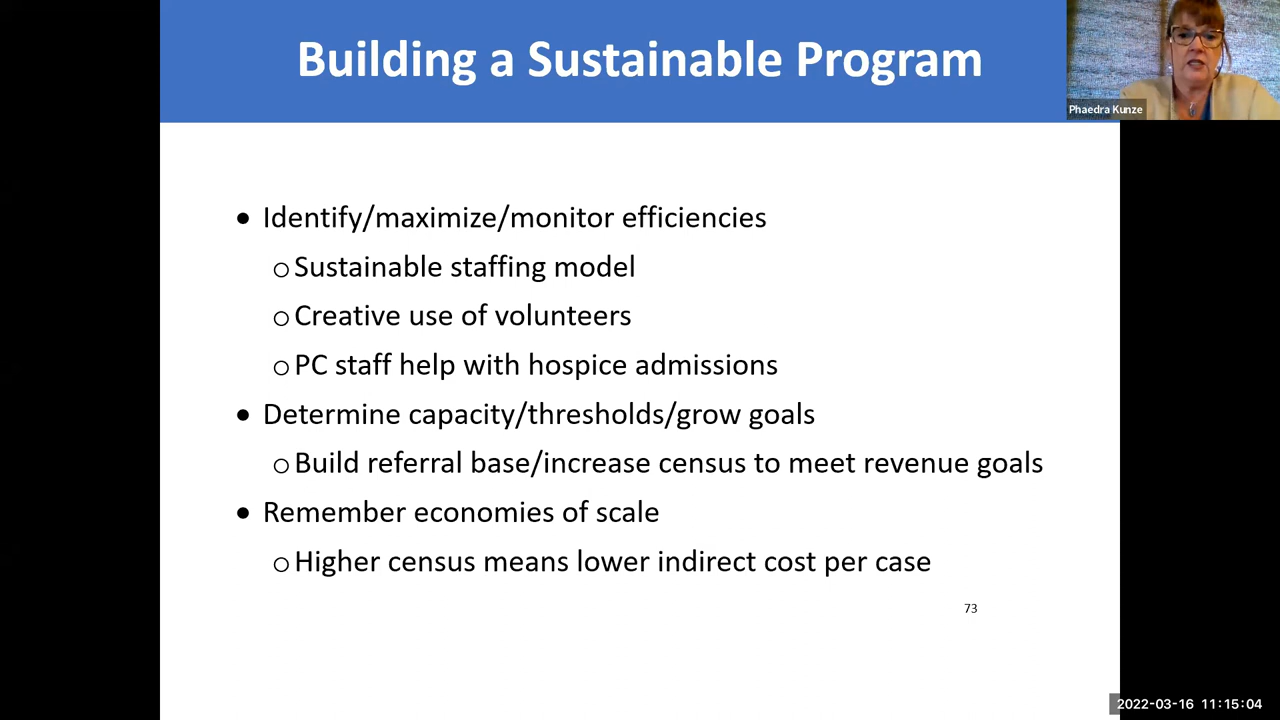 Building a Sustainable Program
Phaedra Kunze
• Identify/maximize/monitor efficiencies
o Sustainable staffing model
o Creative use of volunteers
o PC staff help with hospice admissions
• Determine capacity/thresholds/grow goals
o Build referral base/increase census to meet revenue goals
• Remember economies of scale
o Higher census means lower indirect cost per case
73
2022-03-16 11:15:04